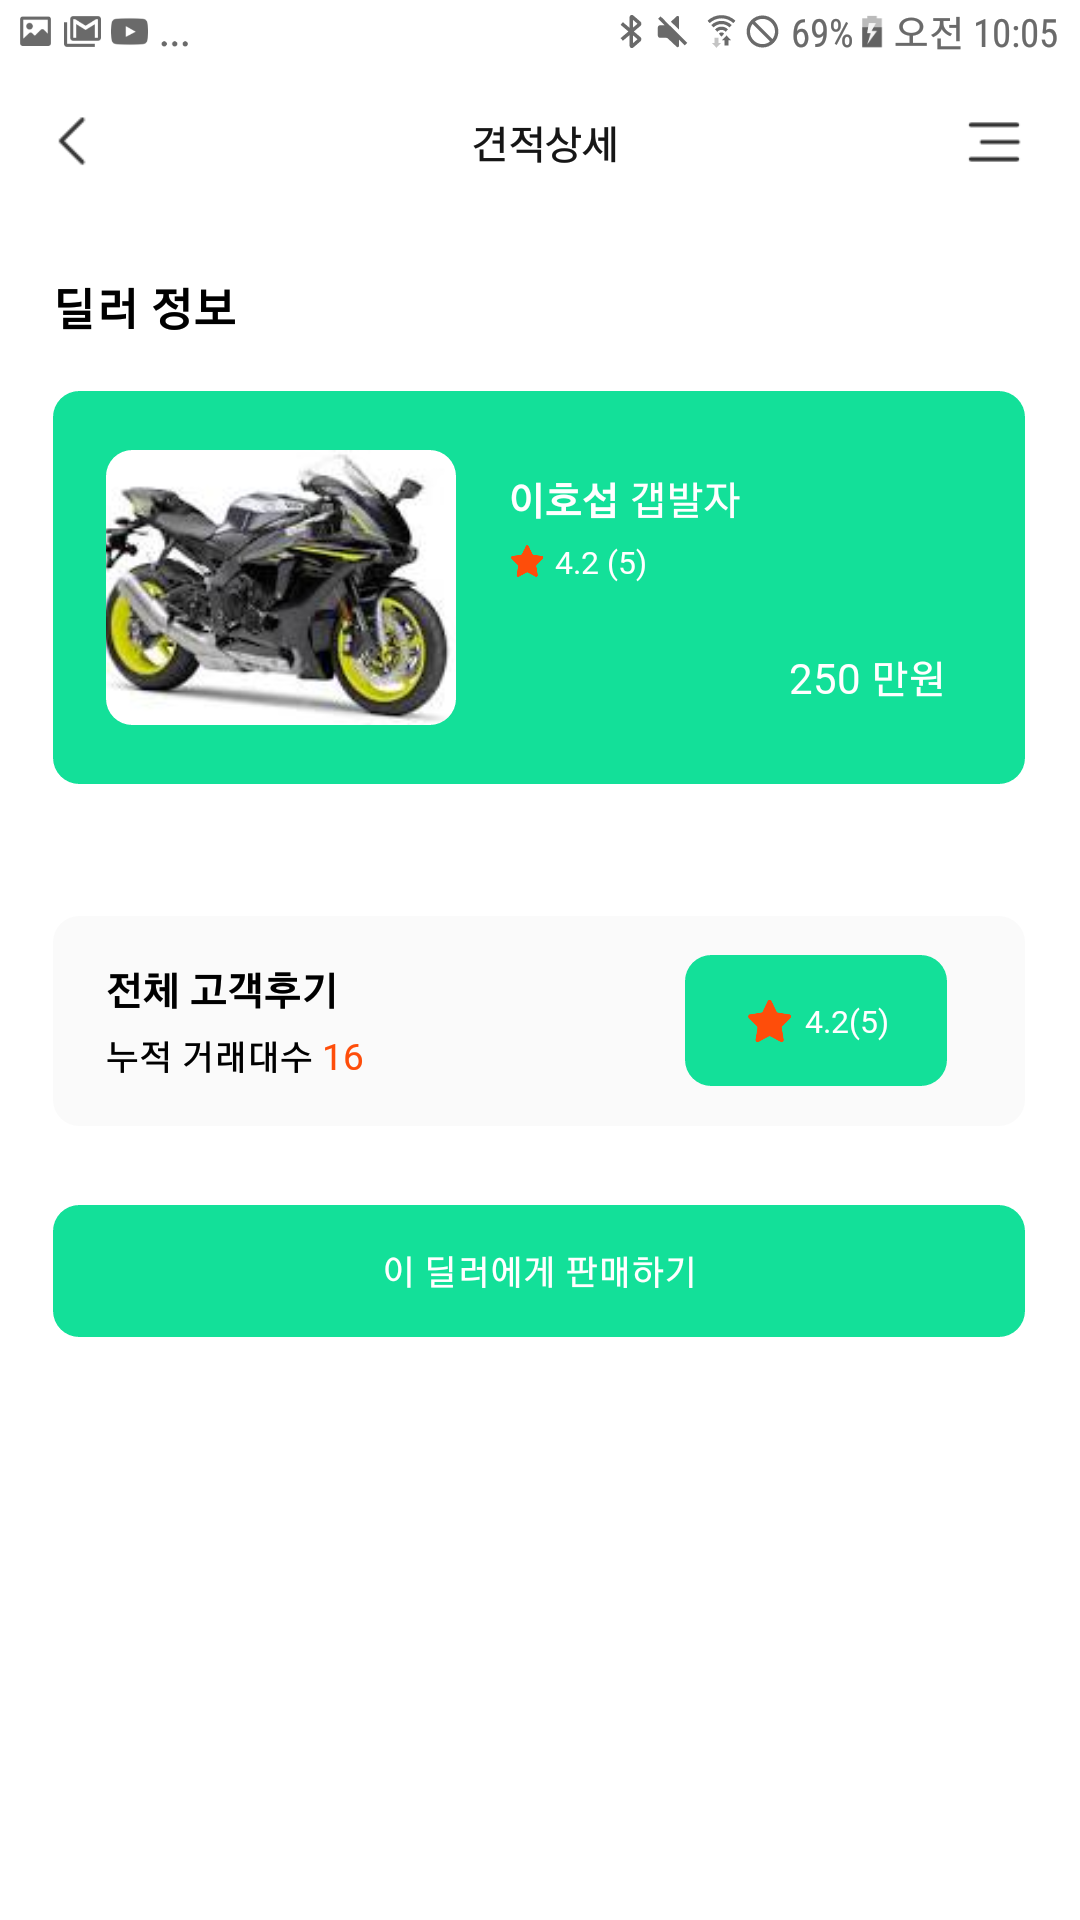 ... 69% 오전 10:05
견적상세
딜러 정보
이호섭 갭발자
4.2 (5)
250 만원
전체 고객후기
누적 거래대수 16
4.2(5)
이 딜러에게 판매하기